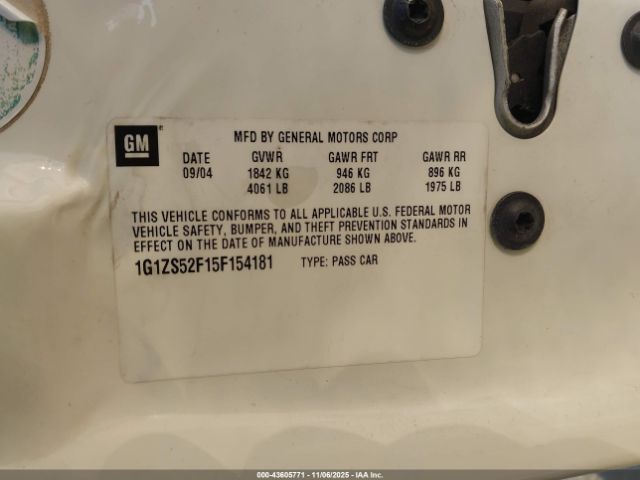 GM
MFD BY GENERAL MOTORS CORP
DATE GVWR GAWR FRT GAWR RR
09/04 1842 KG 946 KG 896 KG
4061 LB 2086 LB 1975 LB
THIS VEHICLE CONFORMS TO ALL APPLICABLE U.S. FEDERAL MOTOR
VEHICLE SAFETY, BUMPER, AND THEFT PREVENTION STANDARDS IN
EFFECT ON THE DATE OF MANUFACTURE SHOWN ABOVE.
1G1ZS52F15F154181 TYPE: PASS CAR
000-43605771 - 11/06/2025 - IAA Inc.